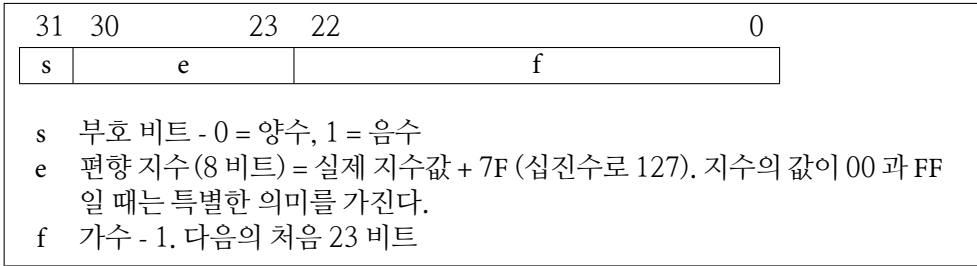 31 30 23 22 0
s e f
s 부호 비트 - 0 = 양수, 1 = 음수
e 편향 지수(8 비트) = 실제 지수값 + 7F (십진수로 127). 지수의 값이 00 과 FF
일 때는 특별한 의미를 가진다.
f 가수 - 1. 다음의 처음 23 비트